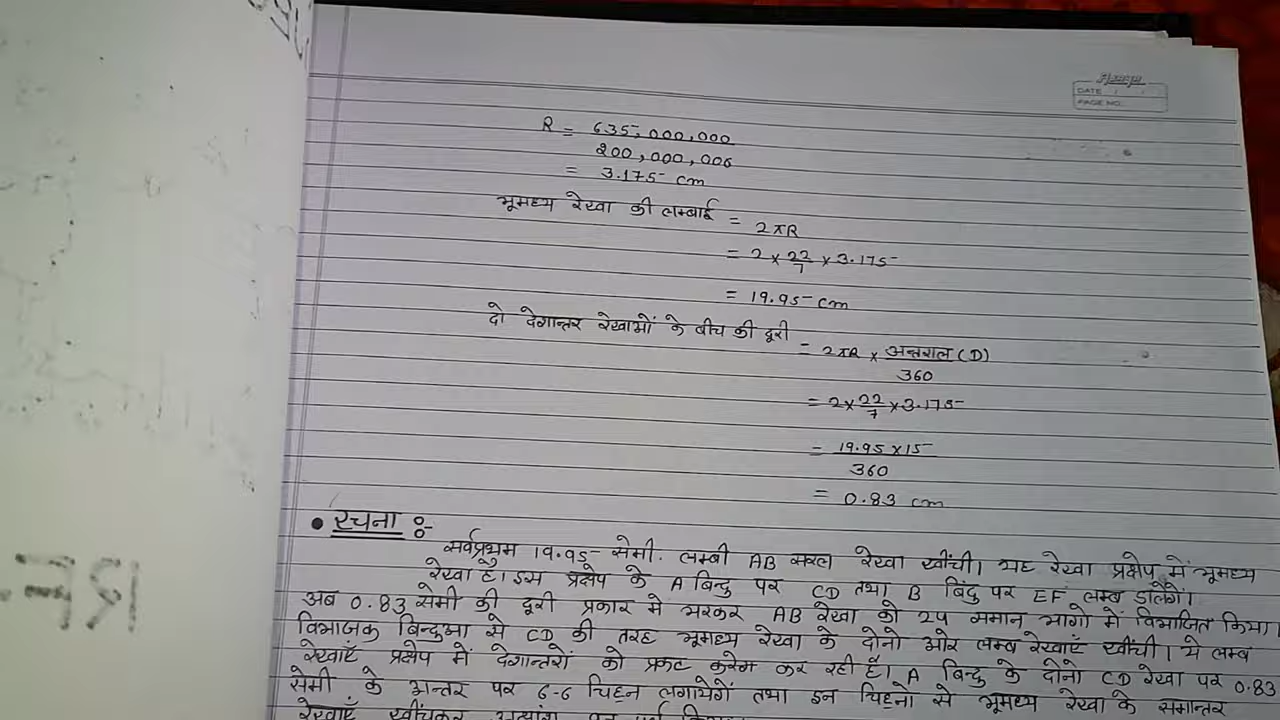 DATE / /
PAGE NO.
R = 635,000,000
200,000,000
= 3.175 cm
भूमध्य रेखा की लम्बाई = 2πR
= 2 × 22/7 × 3.175
= 19.95 cm
दो देशान्तर रेखाओं के बीच की दूरी = 2πR × अन्तराल (D)
360
= 2 × 22/7 × 3.175
= 19.95 × 15
360
= 0.83 cm
• रचना :-
सर्वप्रथम 19.95 सेमी. लम्बी AB सरल रेखा खींची। यह रेखा प्रक्षेप में भूमध्य
रेखा है। इस प्रक्षेप के A बिन्दु पर CD तथा B बिंदु पर EF लम्ब डालेंगे।
अब 0.83 सेमी की दूरी प्रकार में भरकर AB रेखा को 24 समान भागो में विभाजित किया।
विभाजक बिन्दुओ से CD की तरह भूमध्य रेखा के दोनो ओर लम्ब रेखाएँ खींची। ये लम्ब
रेखाएँ प्रक्षेप में देशान्तरों को प्रकट करेगा कर रही हैं। A बिन्दु के दोनो CD रेखा पर 0.83
सेमी के अन्तर पर 6-6 चिह्न लगायेगें तथा इन चिह्नो से भूमध्य रेखा के समान्तर
रेखाएँ खींचकर